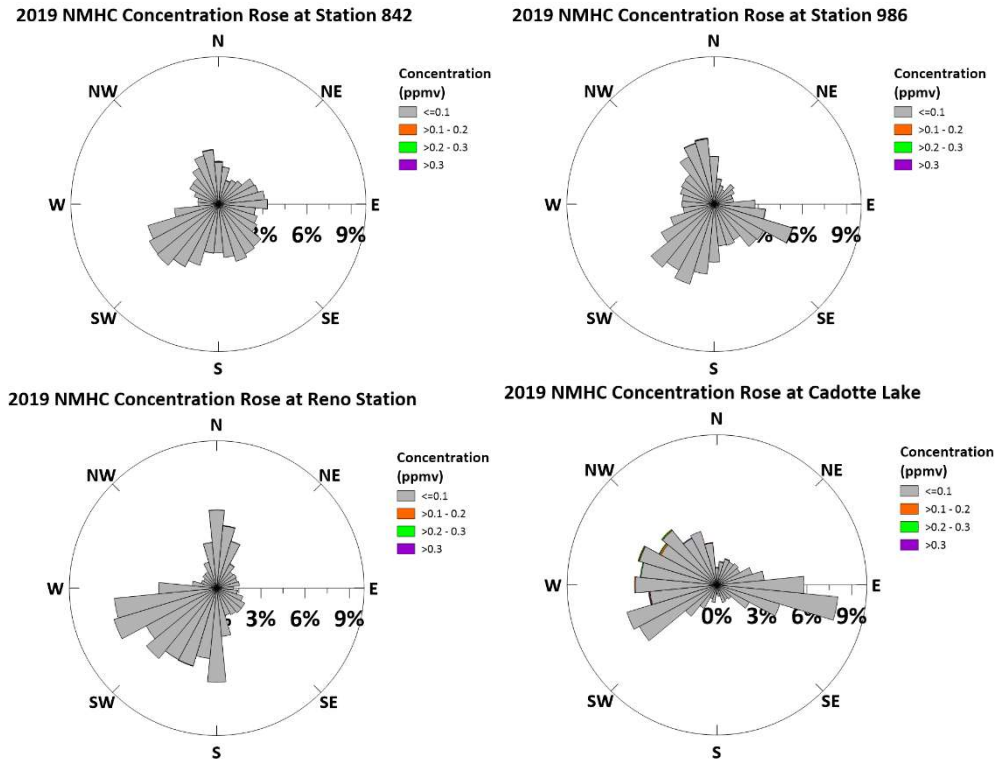 2019 NMHC Concentration Rose at Station 842
N
NW
NE
W
E
6%
9%
SW
SE
S
Concentration
(ppmv)
<=0.1
>0.1 - 0.2
>0.2 - 0.3
>0.3
2019 NMHC Concentration Rose at Station 986
N
NW
NE
W
E
6%
9%
SW
SE
S
Concentration
(ppmv)
<=0.1
>0.1 - 0.2
>0.2 - 0.3
>0.3
2019 NMHC Concentration Rose at Reno Station
N
NW
NE
W
E
3%
6%
9%
SW
SE
S
Concentration
(ppmv)
<=0.1
>0.1 - 0.2
>0.2 - 0.3
>0.3
2019 NMHC Concentration Rose at Cadotte Lake
N
NW
NE
W
E
0%
3%
6%
9%
SW
SE
S
Concentration
(ppmv)
<=0.1
>0.1 - 0.2
>0.2 - 0.3
>0.3